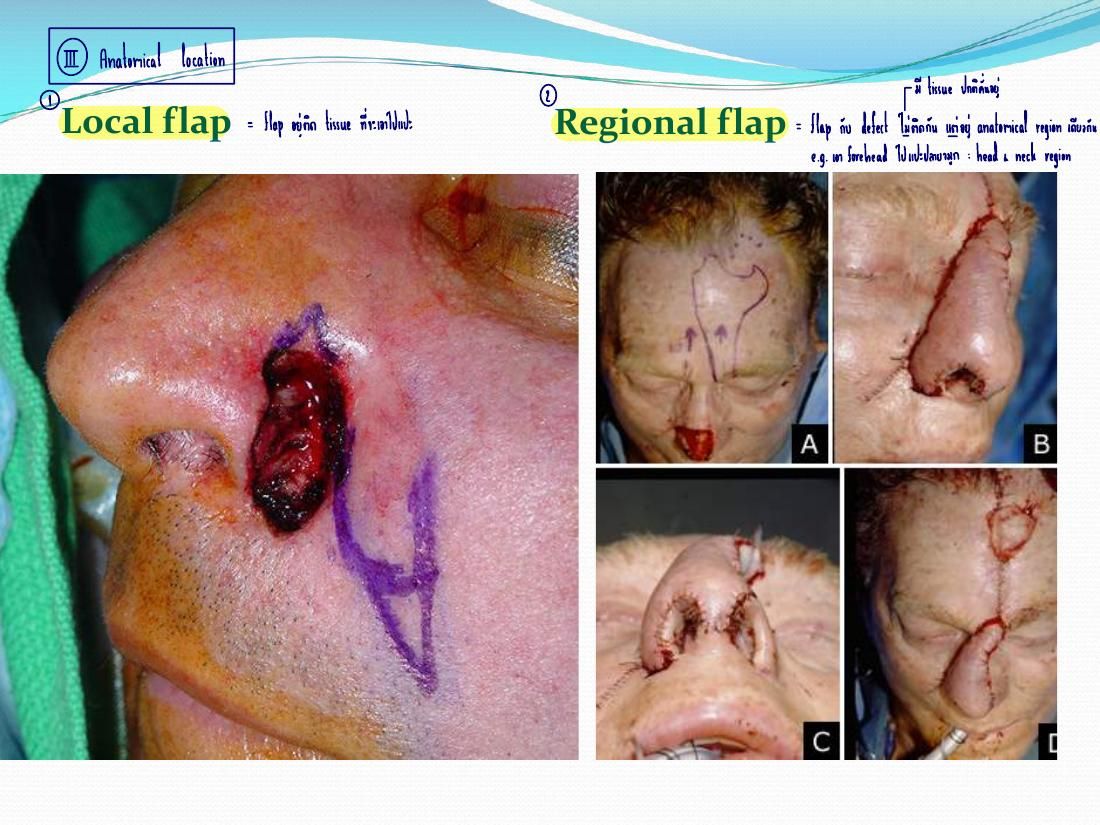 III Anatomical location
① Local flap = flap อยู่ติด tissue ที่จะเอาไปแปะ
② Regional flap = flap กับ defect ไม่ติดกัน แต่อยู่ anatomical region เดียวกัน
มี tissue ปกติคั่นอยู่
e.g. เอา forehead ไปแปะปลายจมูก : head & neck region
A
B
C
D